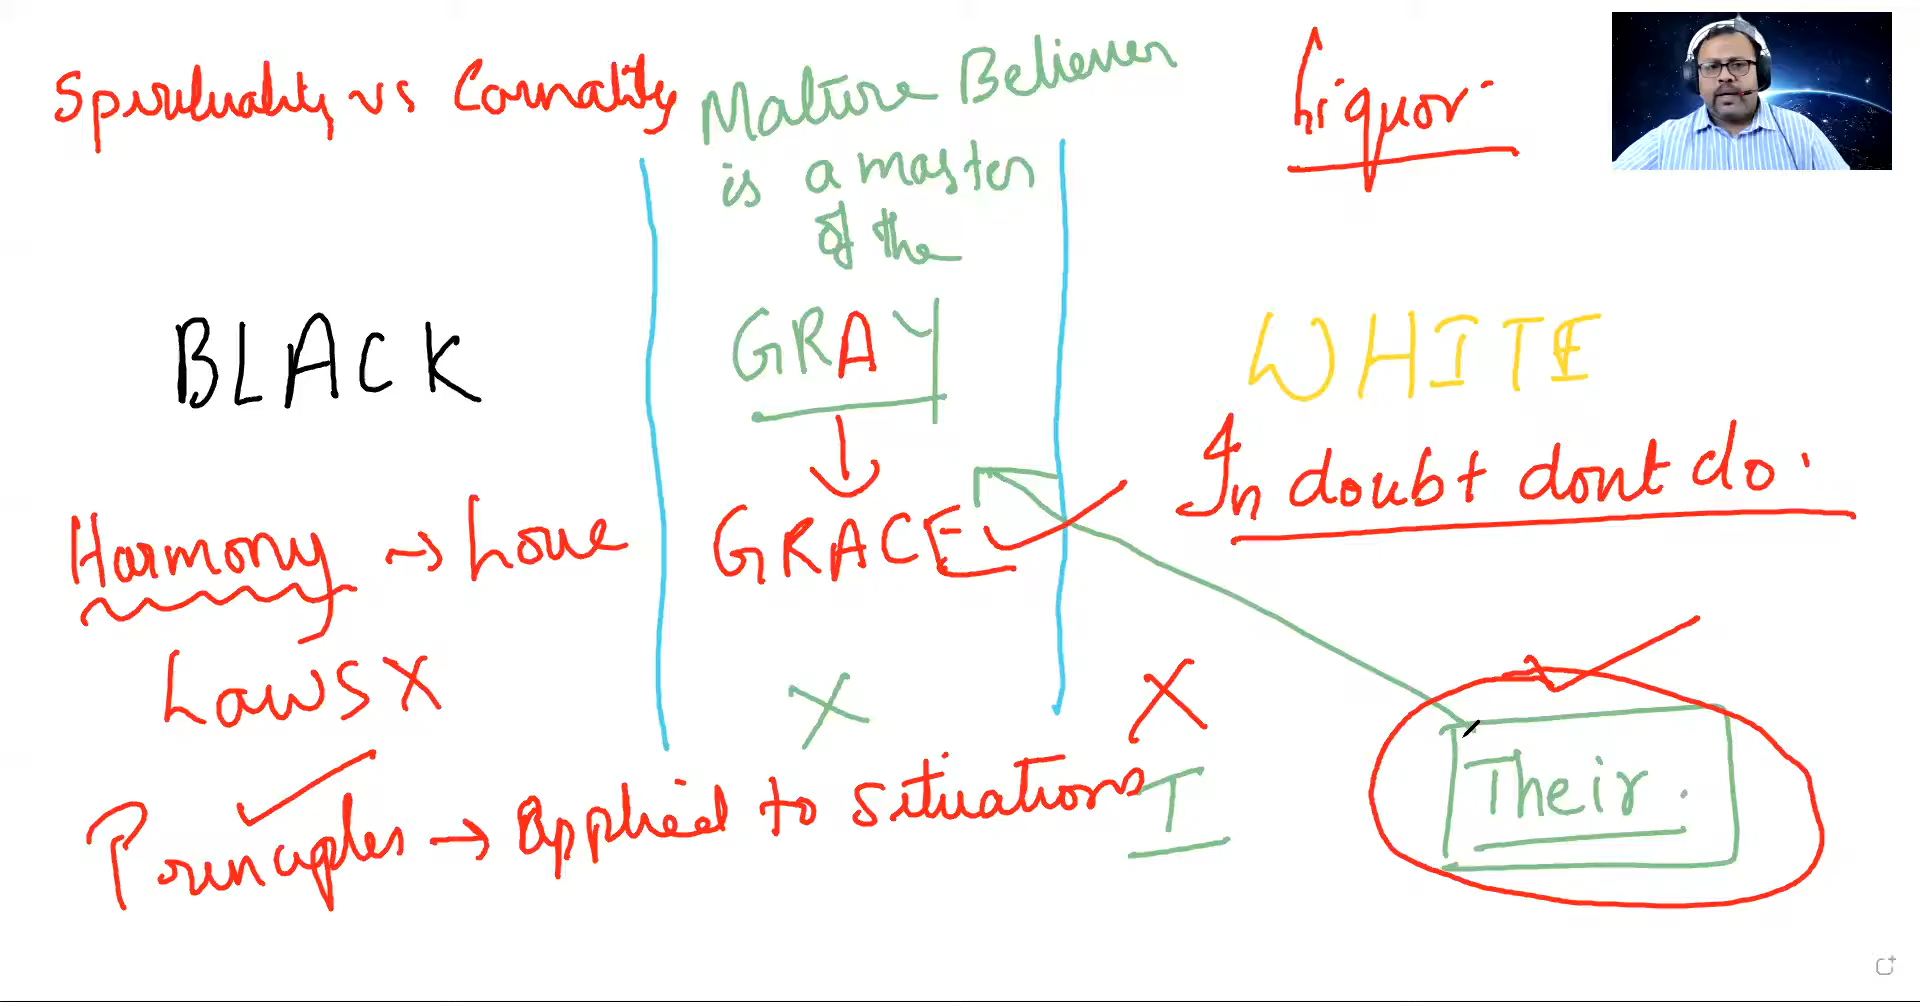 Spirituality vs Carnality
Mature Believer
is a master
of the
Liquor
BLACK
GRAY
WHITE
In doubt dont do.
Harmony → Love
GRACE
Laws X
X
X
Principles → Applied to Situations
I
Their.